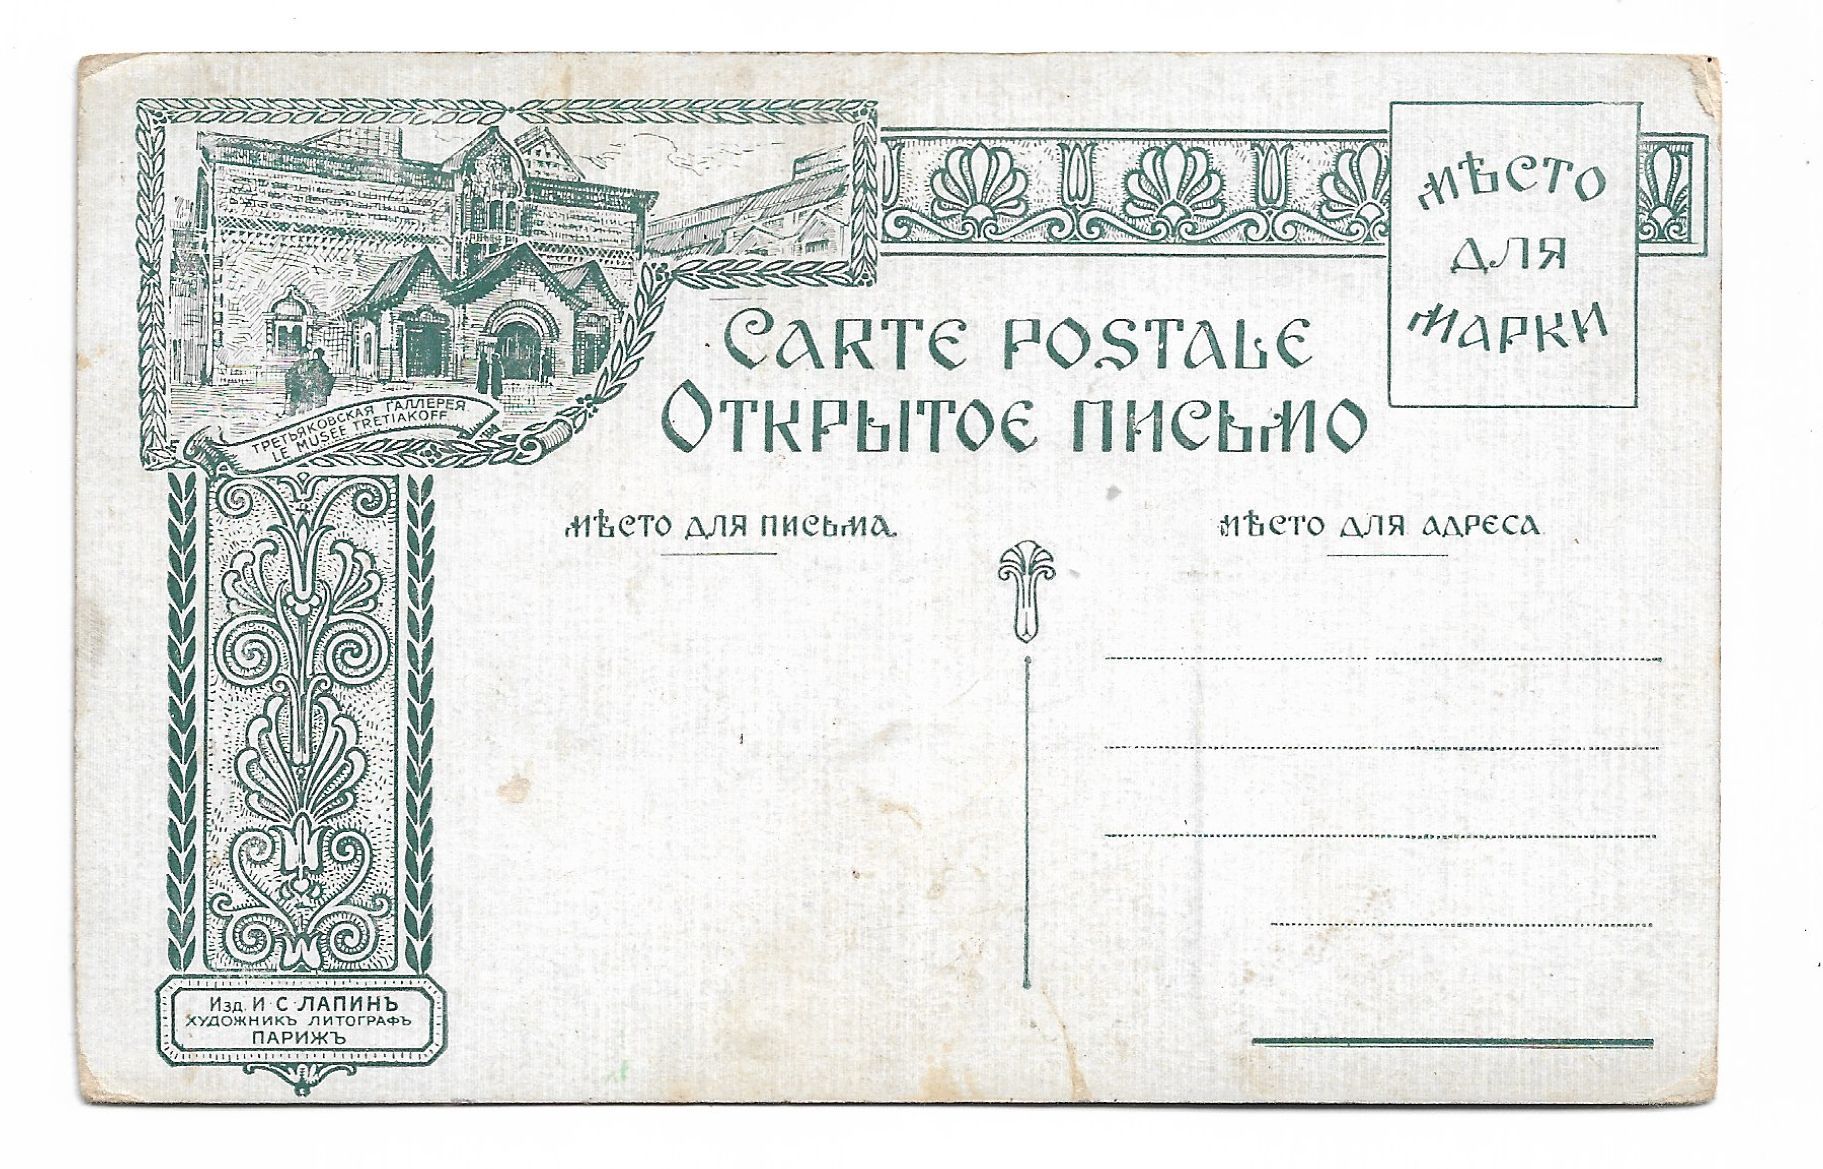 МѢСТО
ДЛЯ
МАРКИ
CARTE POSTALE
ОТКРЫТОЕ ПИСЬМО
ТРЕТЬЯКОВСКАЯ ГАЛЛЕРЕЯ
LE MUSEE TRETIAKOFF
МѢСТО ДЛЯ ПИСЬМА.
МѢСТО ДЛЯ АДРЕСА
Изд. И·С·ЛАПИНЪ
ХУДОЖНИКЪ ЛИТОГРАФЪ
ПАРИЖЪ